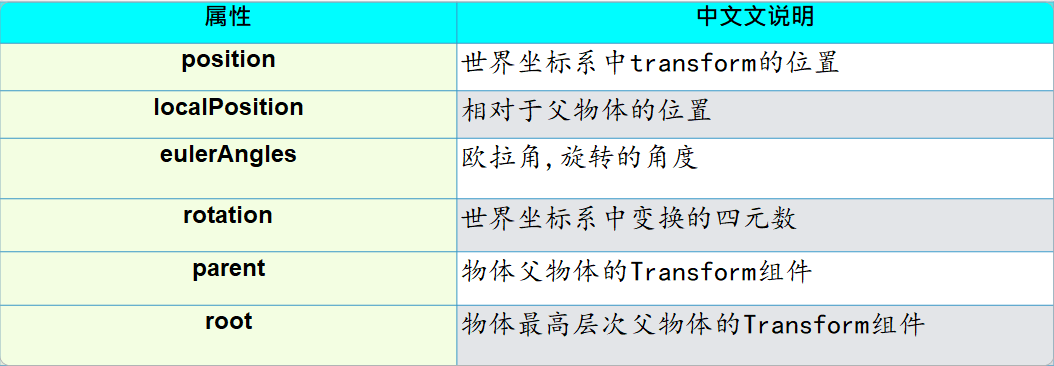 属性 中文文说明
position 世界坐标系中transform的位置
localPosition 相对于父物体的位置
eulerAngles 欧拉角,旋转的角度
rotation 世界坐标系中变换的四元数
parent 物体父物体的Transform组件
root 物体最高层次父物体的Transform组件